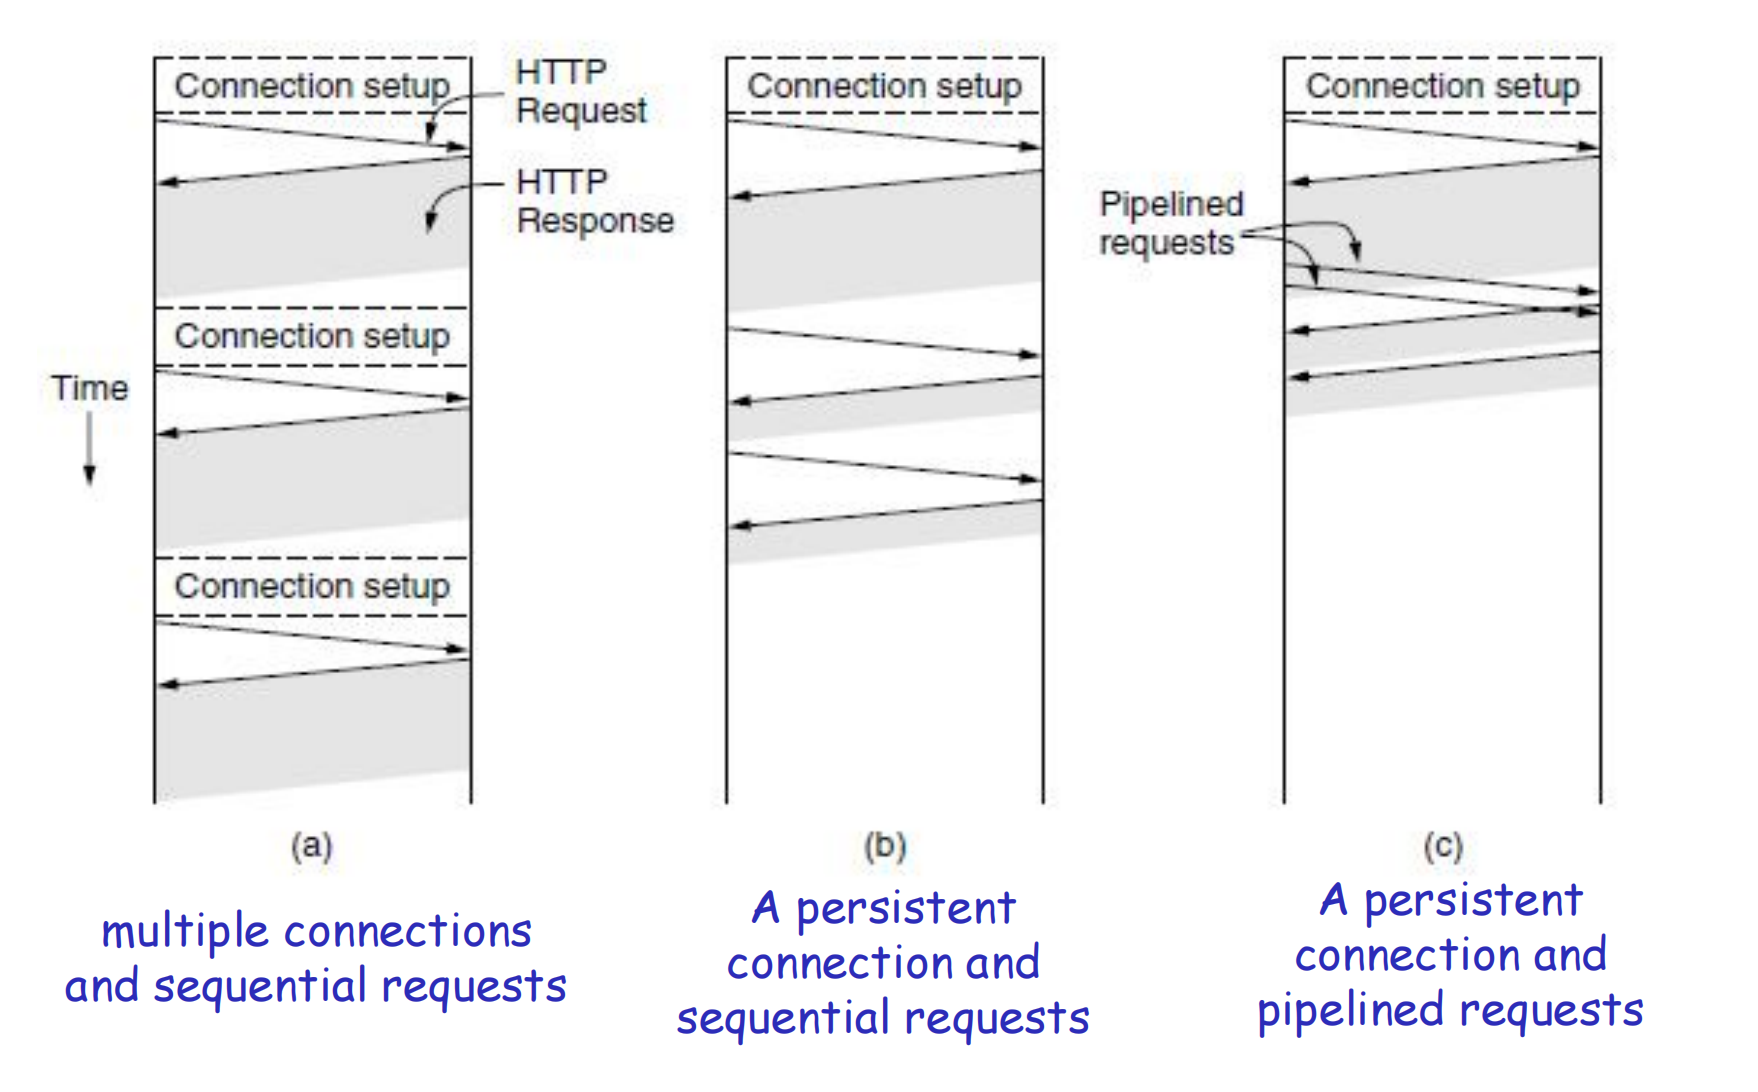 Connection setup
HTTP
Request
HTTP
Response
Connection setup
Time
Connection setup
(a)
multiple connections
and sequential requests
Connection setup
(b)
A persistent
connection and
sequential requests
Connection setup
Pipelined
requests
(c)
A persistent
connection and
pipelined requests